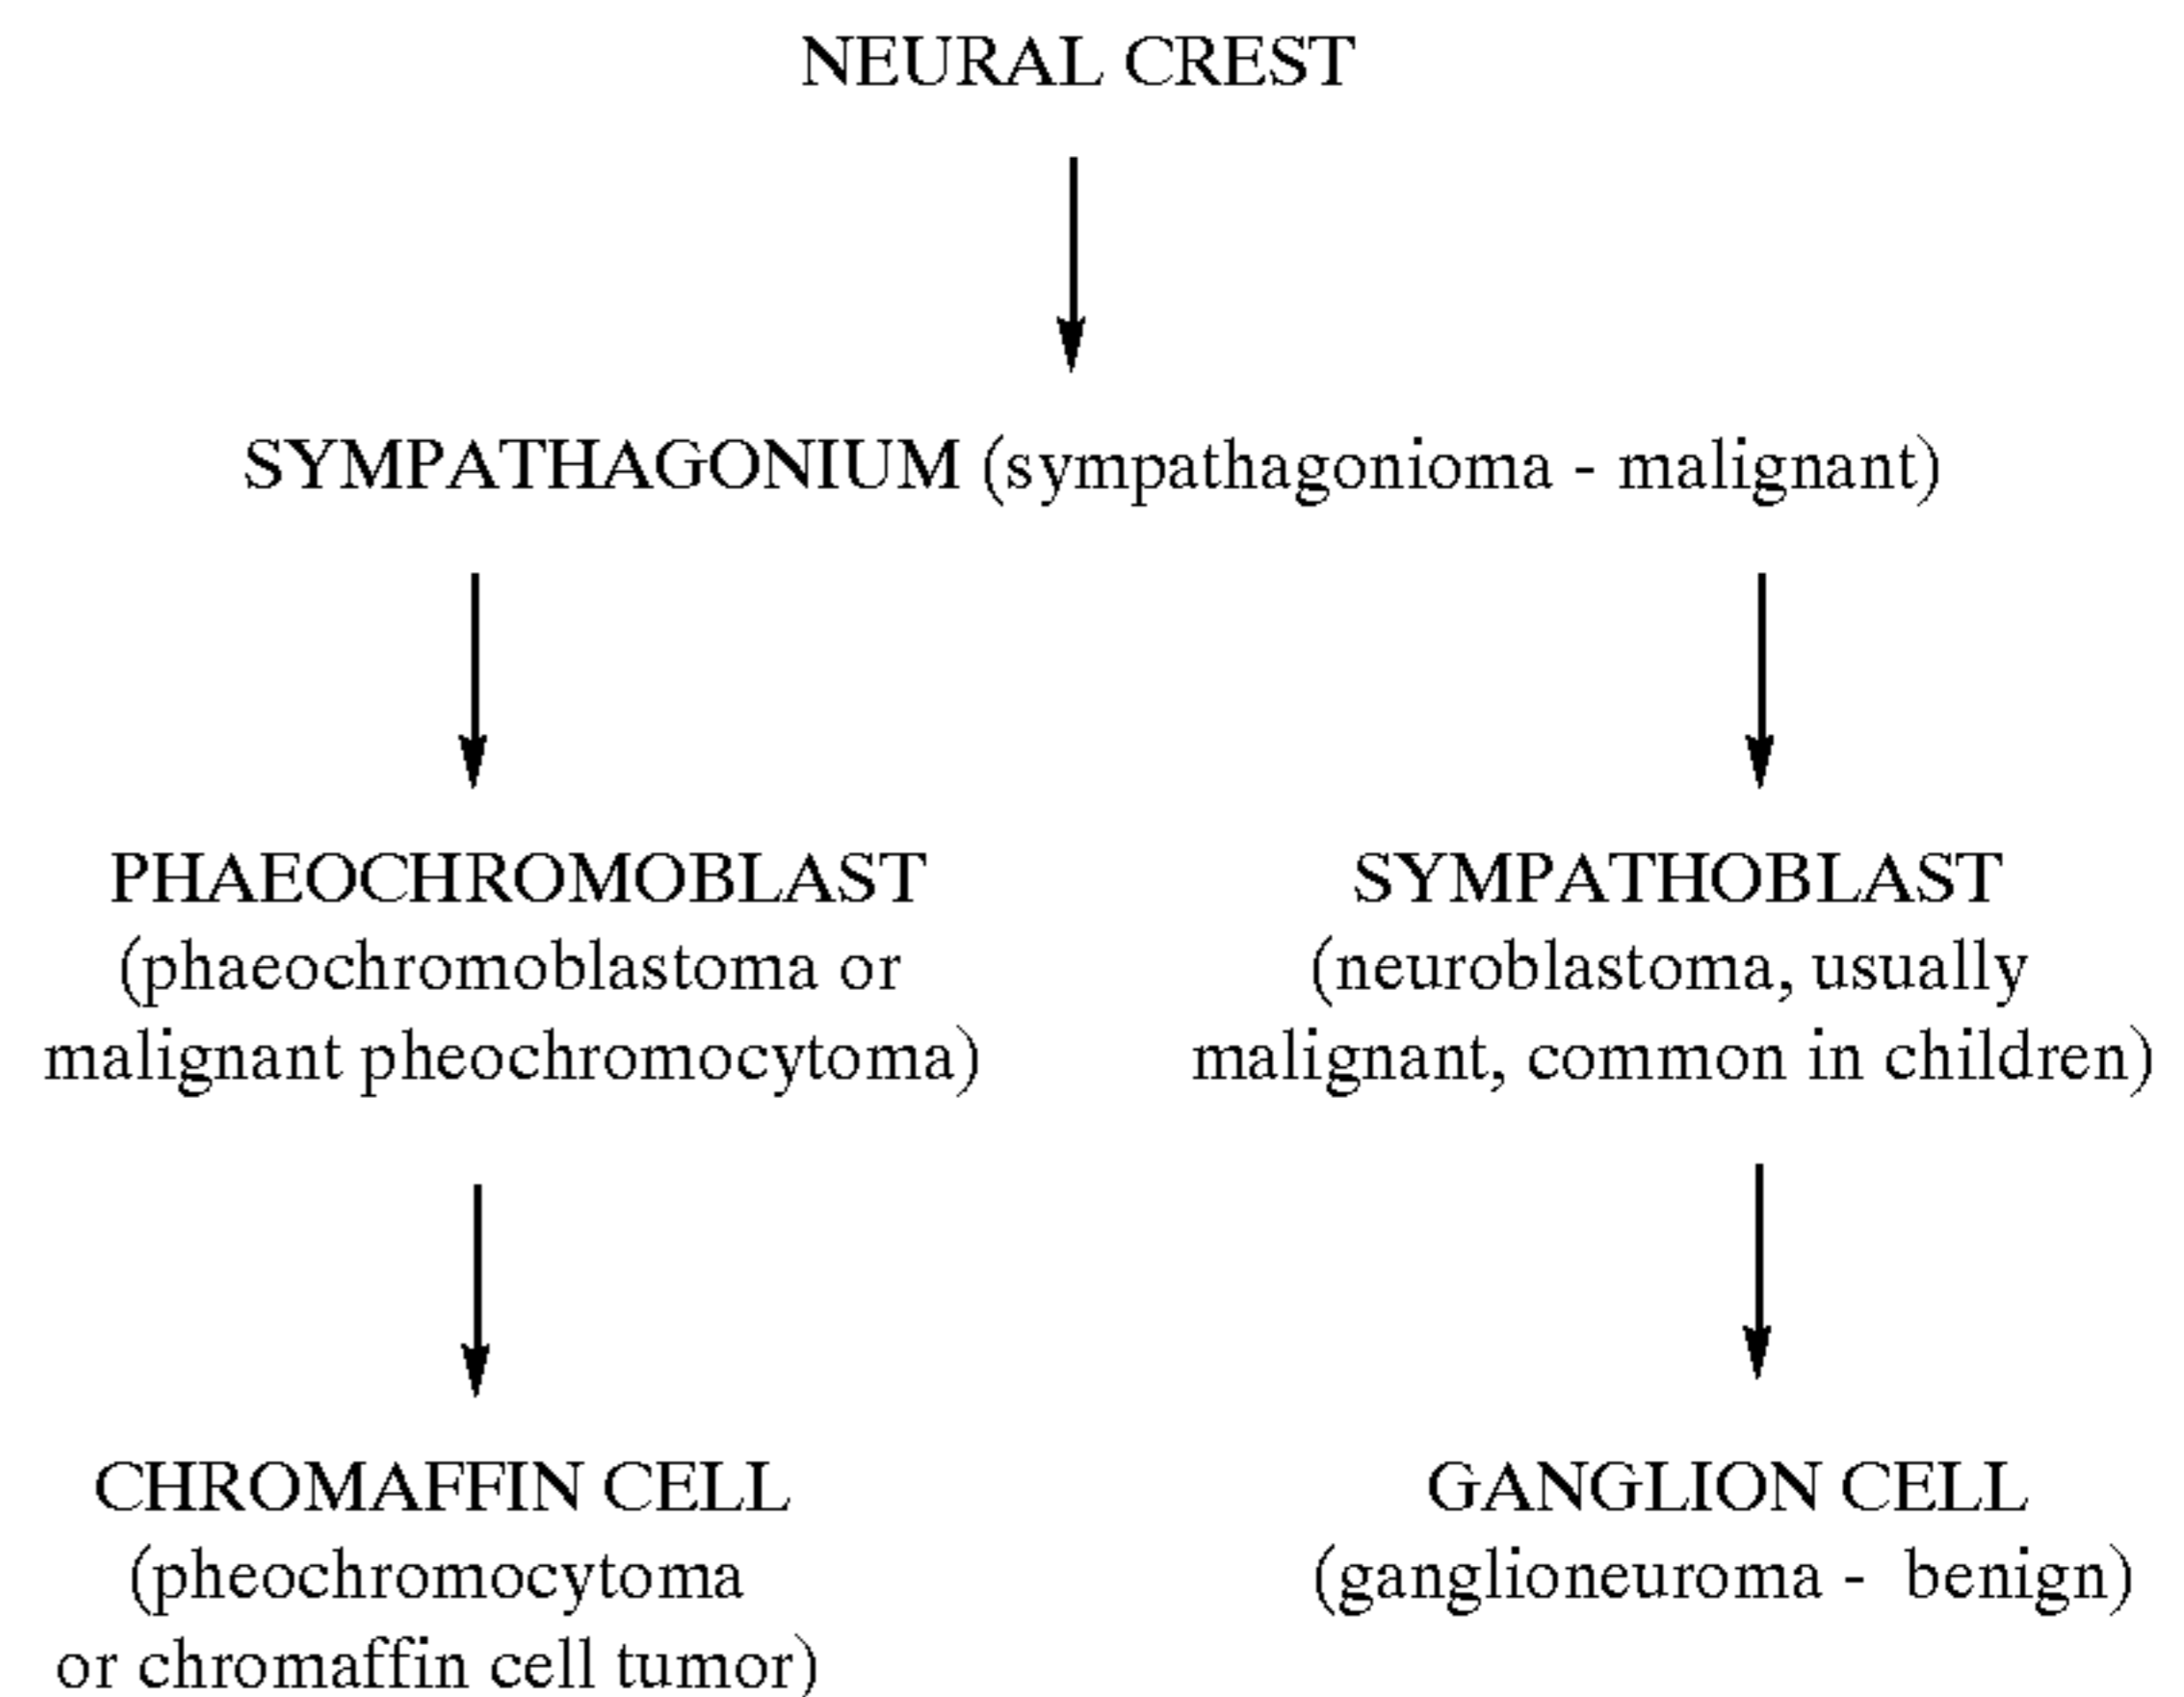 NEURAL CREST
SYMPATHAGONIUM (sympathagonioma - malignant)
PHAEOCHROMOBLAST
(phaeochromoblastoma or
malignant pheochromocytoma)
SYMPATHOBLAST
(neuroblastoma, usually
malignant, common in children)
CHROMAFFIN CELL
(pheochromocytoma
or chromaffin cell tumor)
GANGLION CELL
(ganglioneuroma - benign)